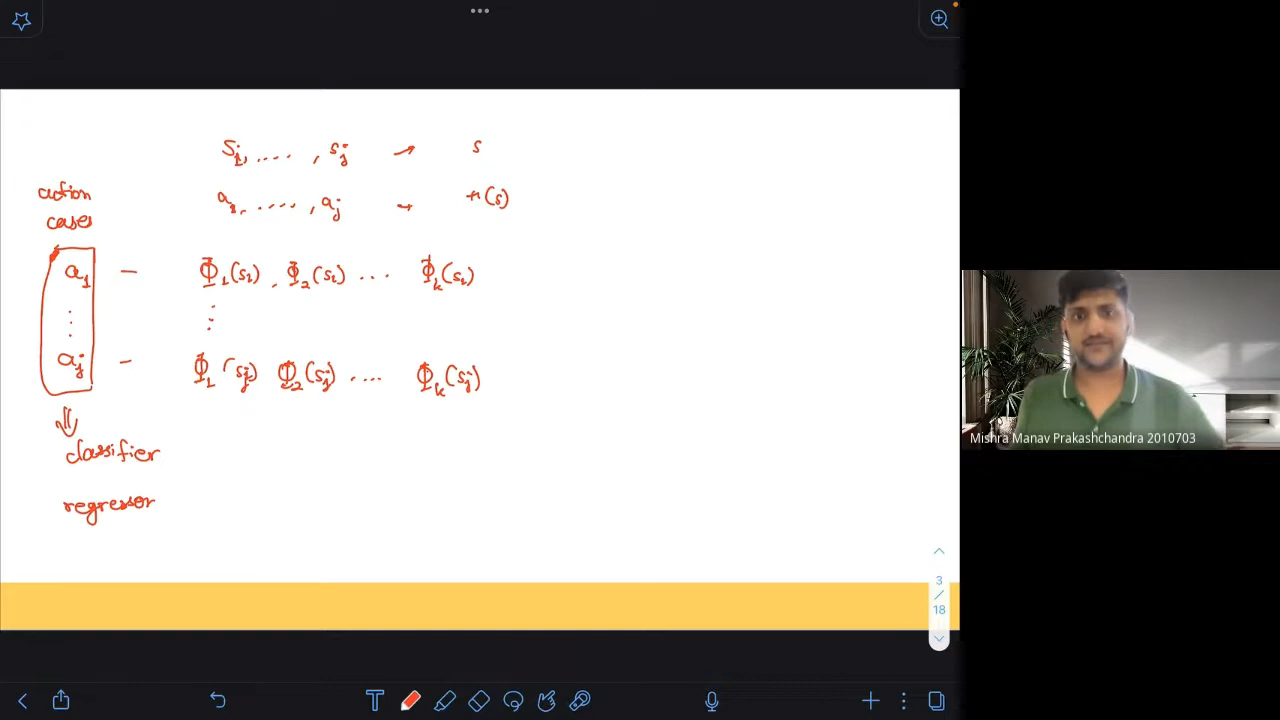 s₁, .... , sⱼ → s
a₁, ..... , aⱼ → π(s)
action
cases
a₁ – Φ₁(s₁) , Φ₂(s₁) ... Φₖ(s₁)
⋮ ⋮
aⱼ – Φ₁(sⱼ) Φ₂(sⱼ) .... Φₖ(sⱼ)
⇓
classifier
regressor
Mishra Manav Prakashchandra 2010703
3
/
18
T